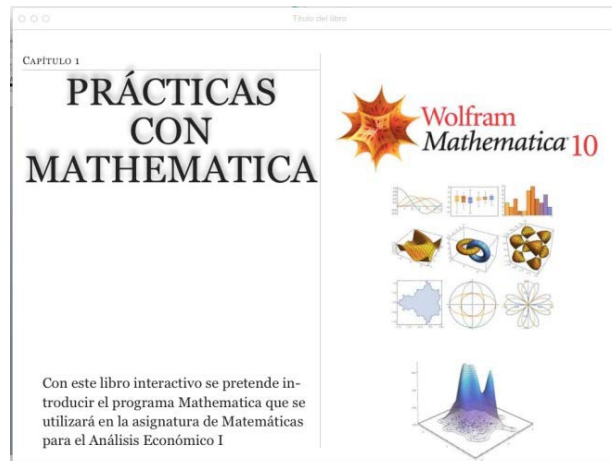 Título del libro
CAPÍTULO 1
PRÁCTICAS
CON
MATHEMATICA
Con este libro interactivo se pretende in-
troducir el programa Mathematica que se
utilizará en la asignatura de Matemáticas
para el Análisis Económico I
Wolfram
Mathematica 10